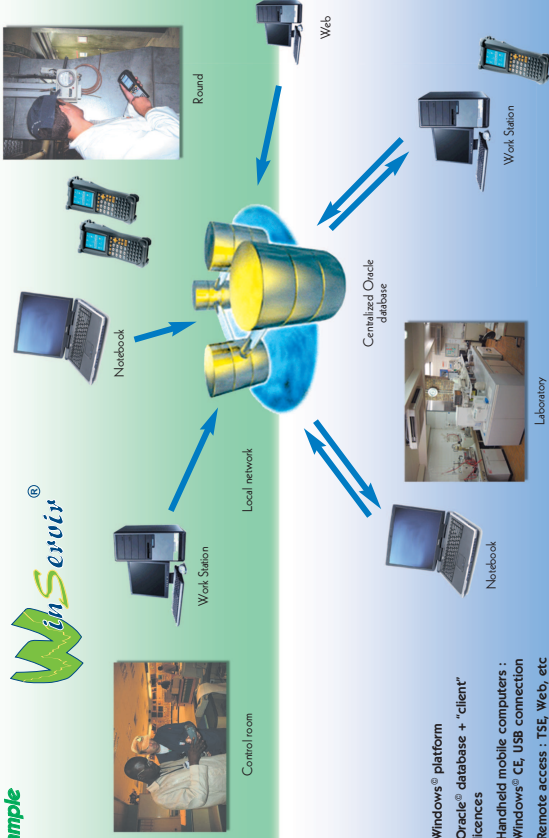 ample
WinServir®
Control room
Work Station
Notebook
Round
Local network
Web
Centralized Oracle
database
Notebook
Laboratory
Work Station
Windows© platform
Oracle© database + "client"
licences
Handheld mobile computers :
Windows© CE, USB connection
Remote access : TSE, Web, etc